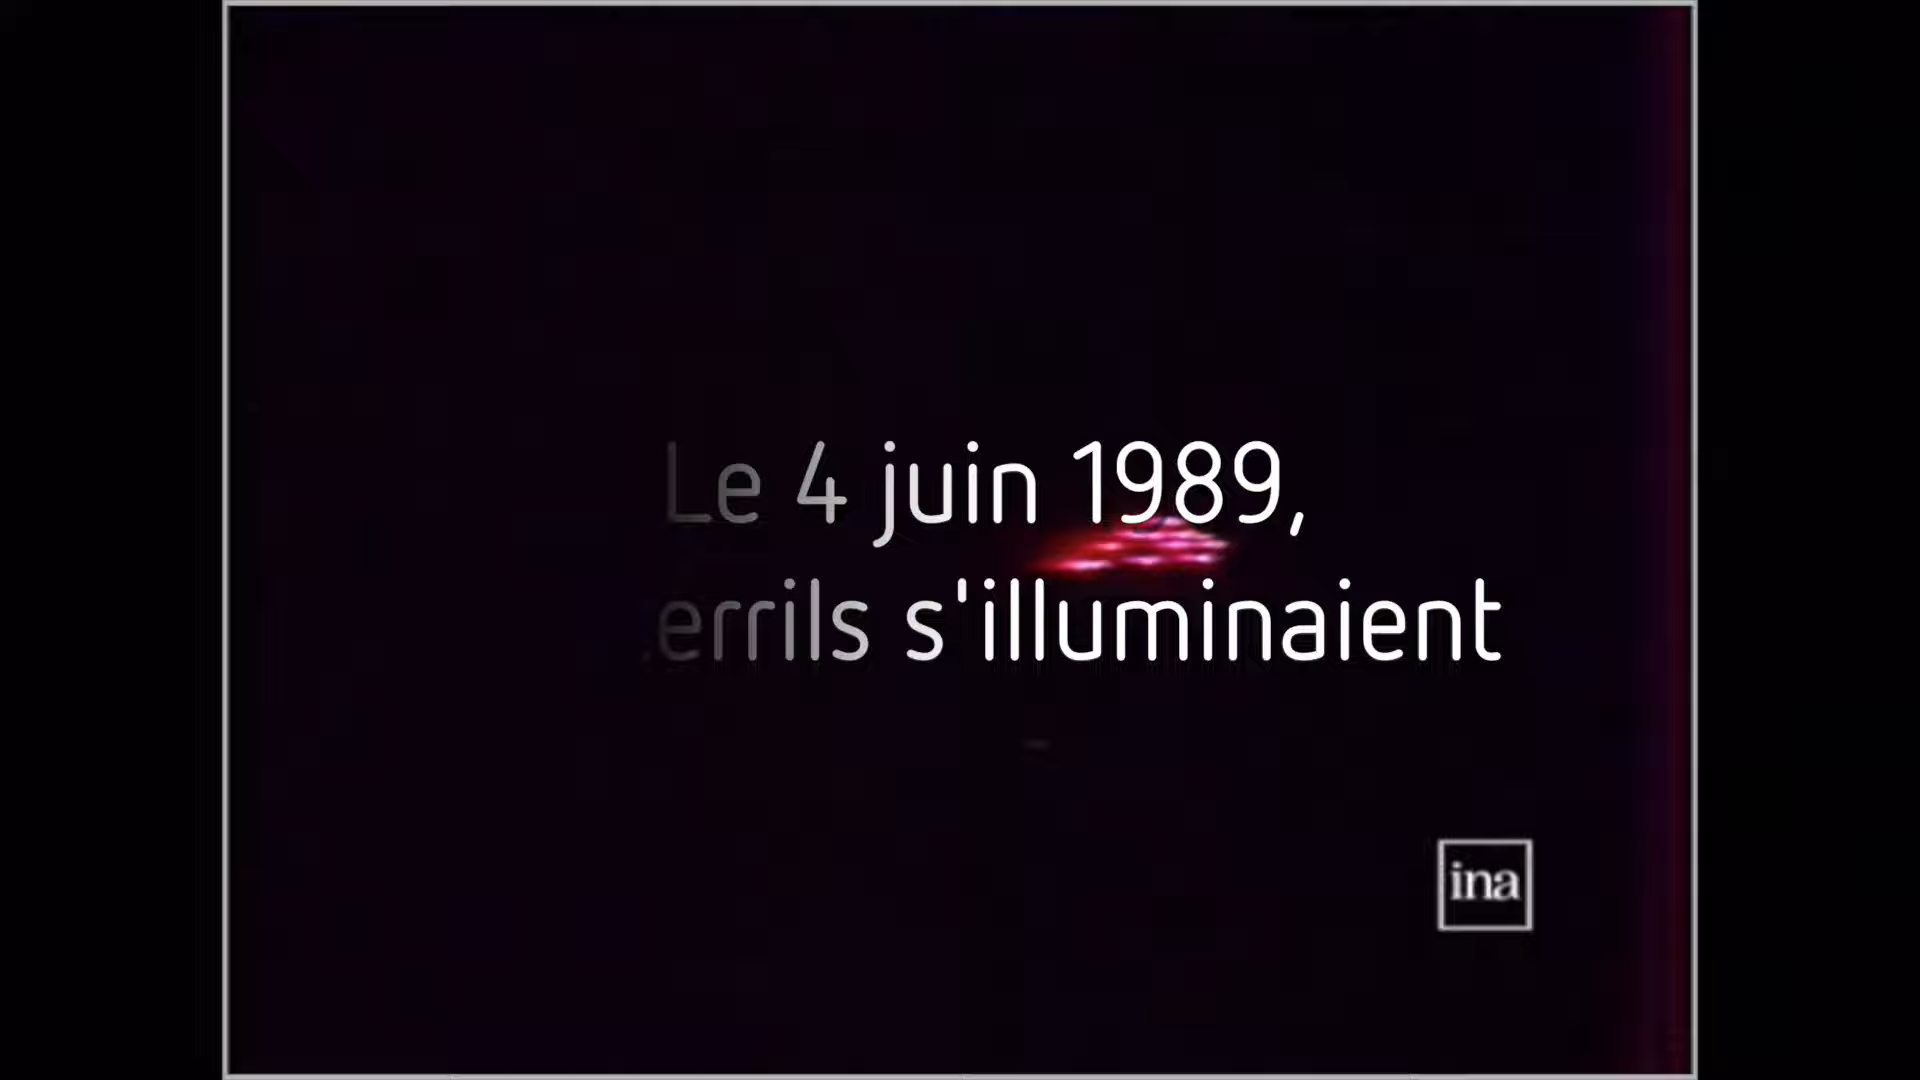 Le 4 juin 1989,
errils s'illuminaient
ina